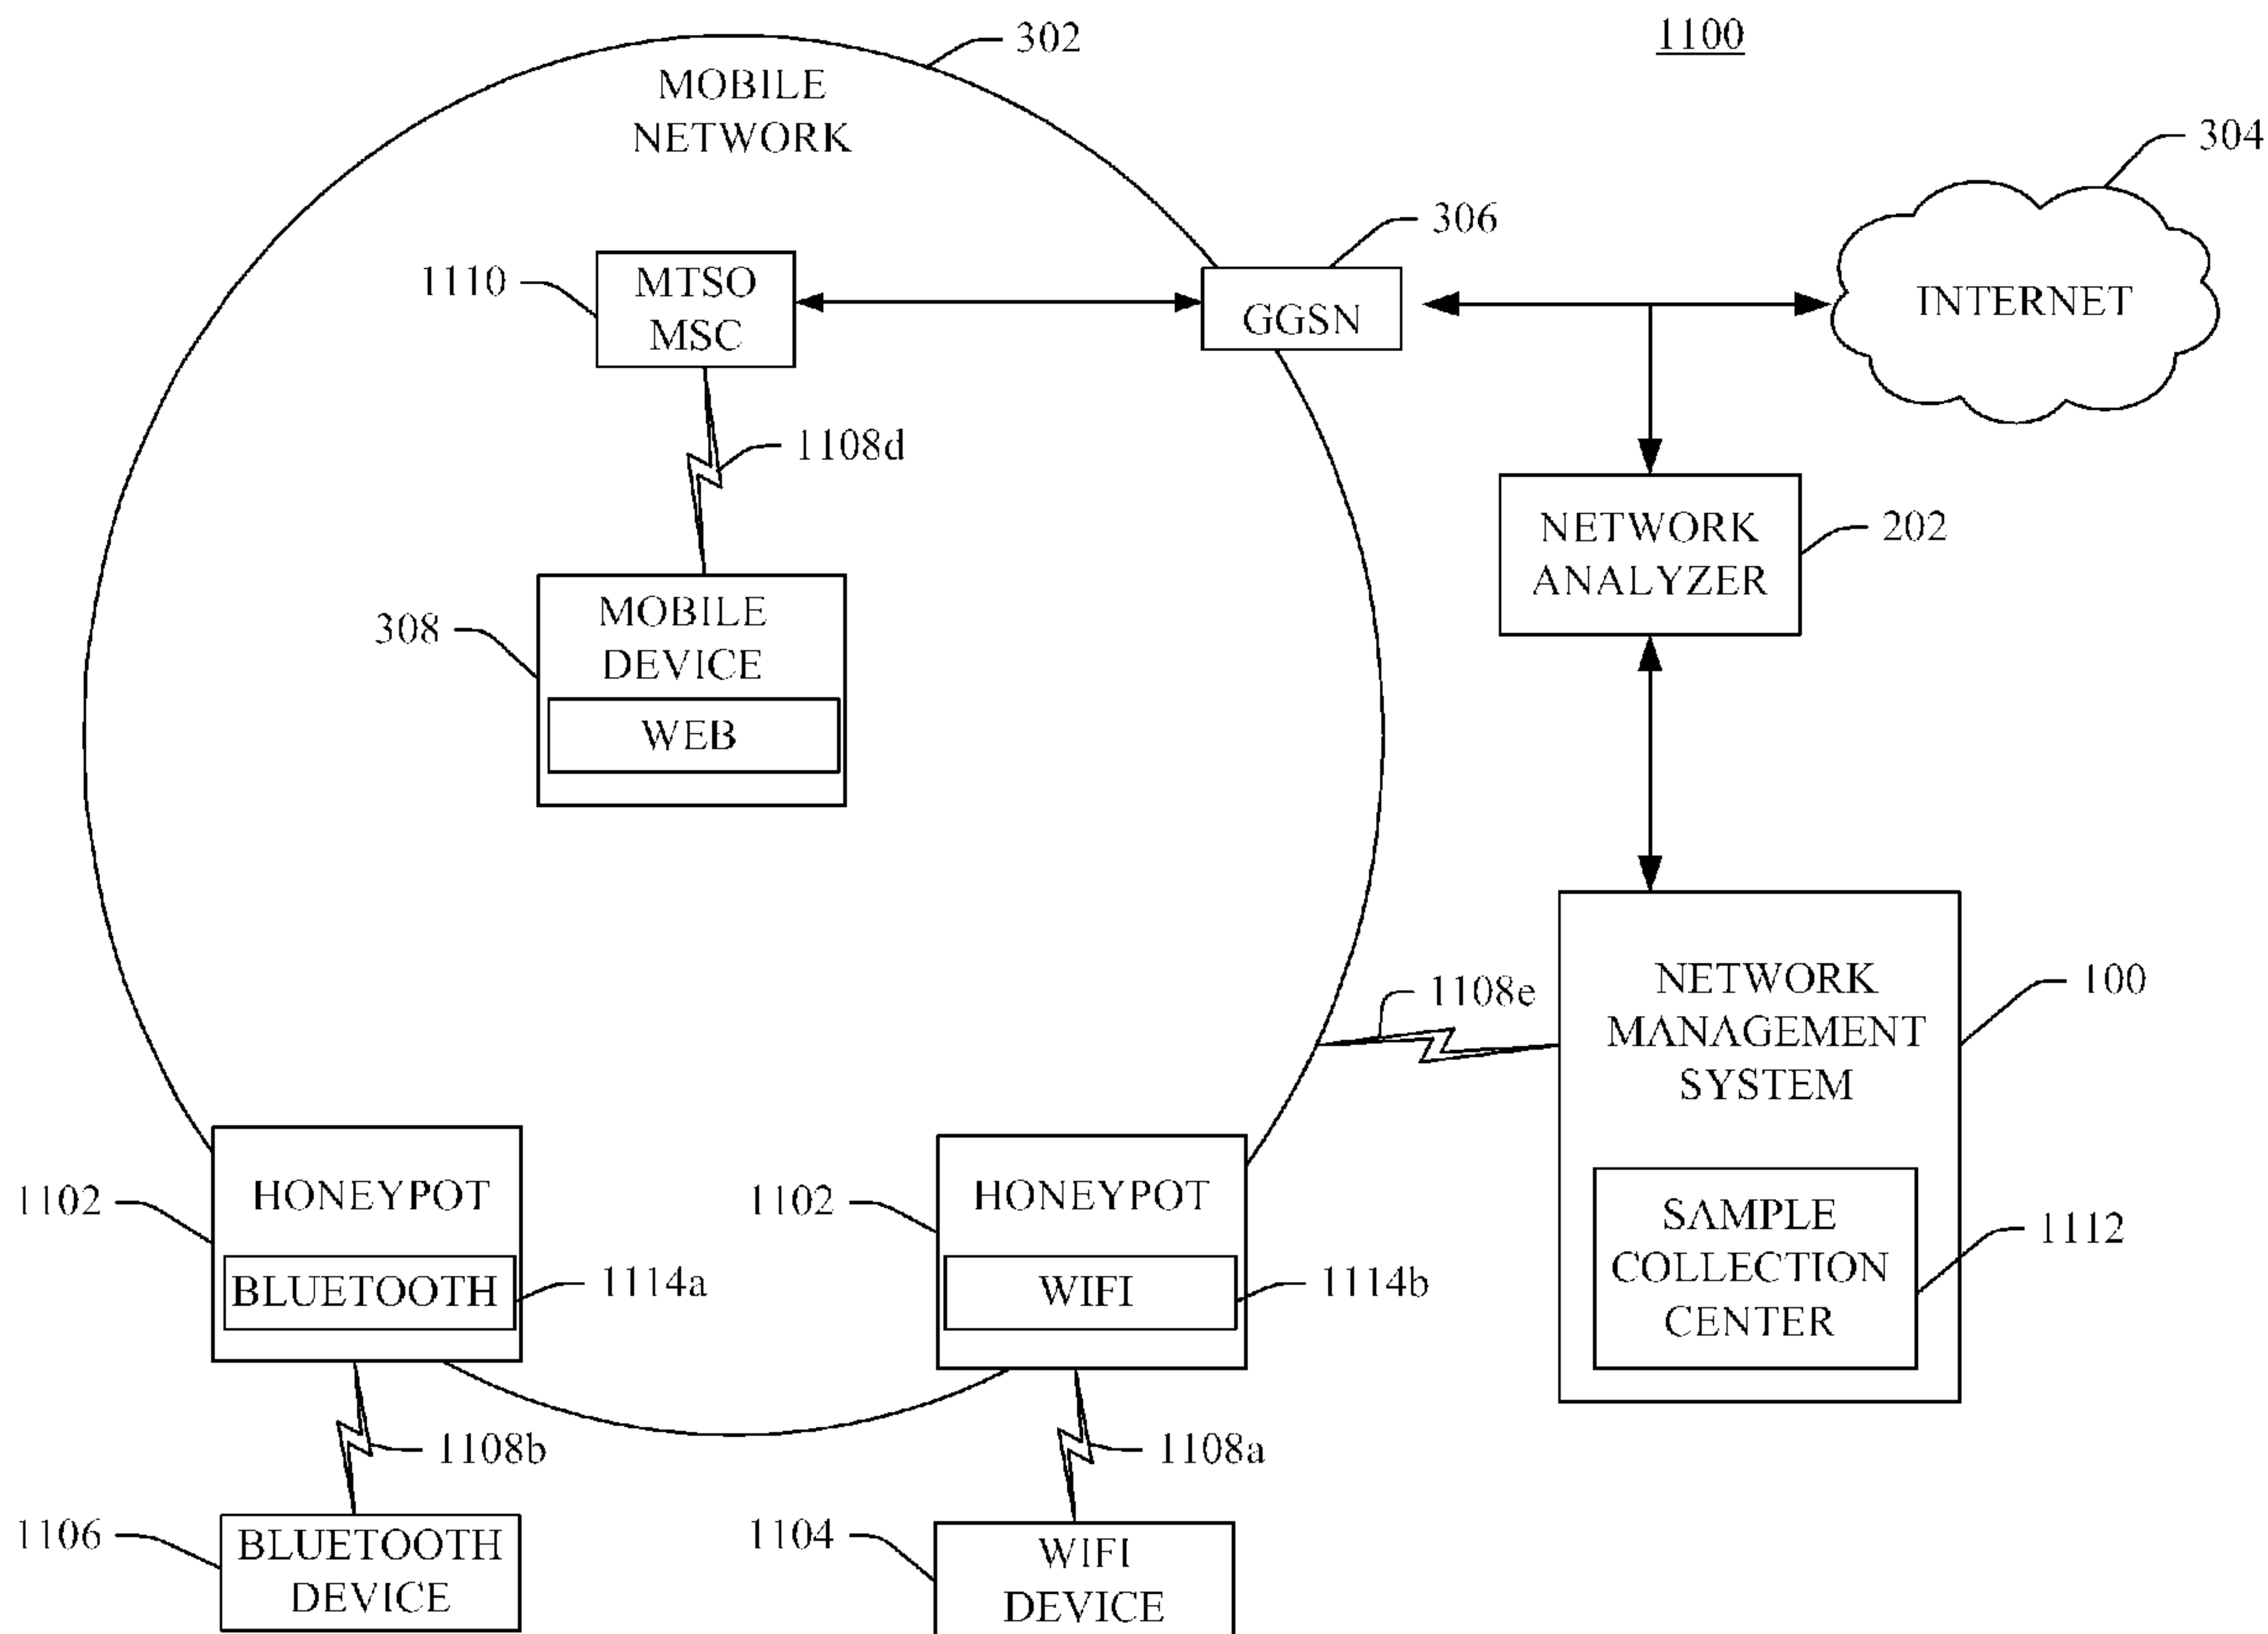 1100
302
MOBILE
NETWORK
304
306
1110
MTSO
MSC
GGSN
INTERNET
1108d
NETWORK
ANALYZER
202
308
MOBILE
DEVICE
WEB
1108e
NETWORK
MANAGEMENT
SYSTEM
100
1102
HONEYPOT
BLUETOOTH
1114a
1102
HONEYPOT
WIFI
1114b
SAMPLE
COLLECTION
CENTER
1112
1108b
1108a
1106
BLUETOOTH
DEVICE
1104
WIFI
DEVICE